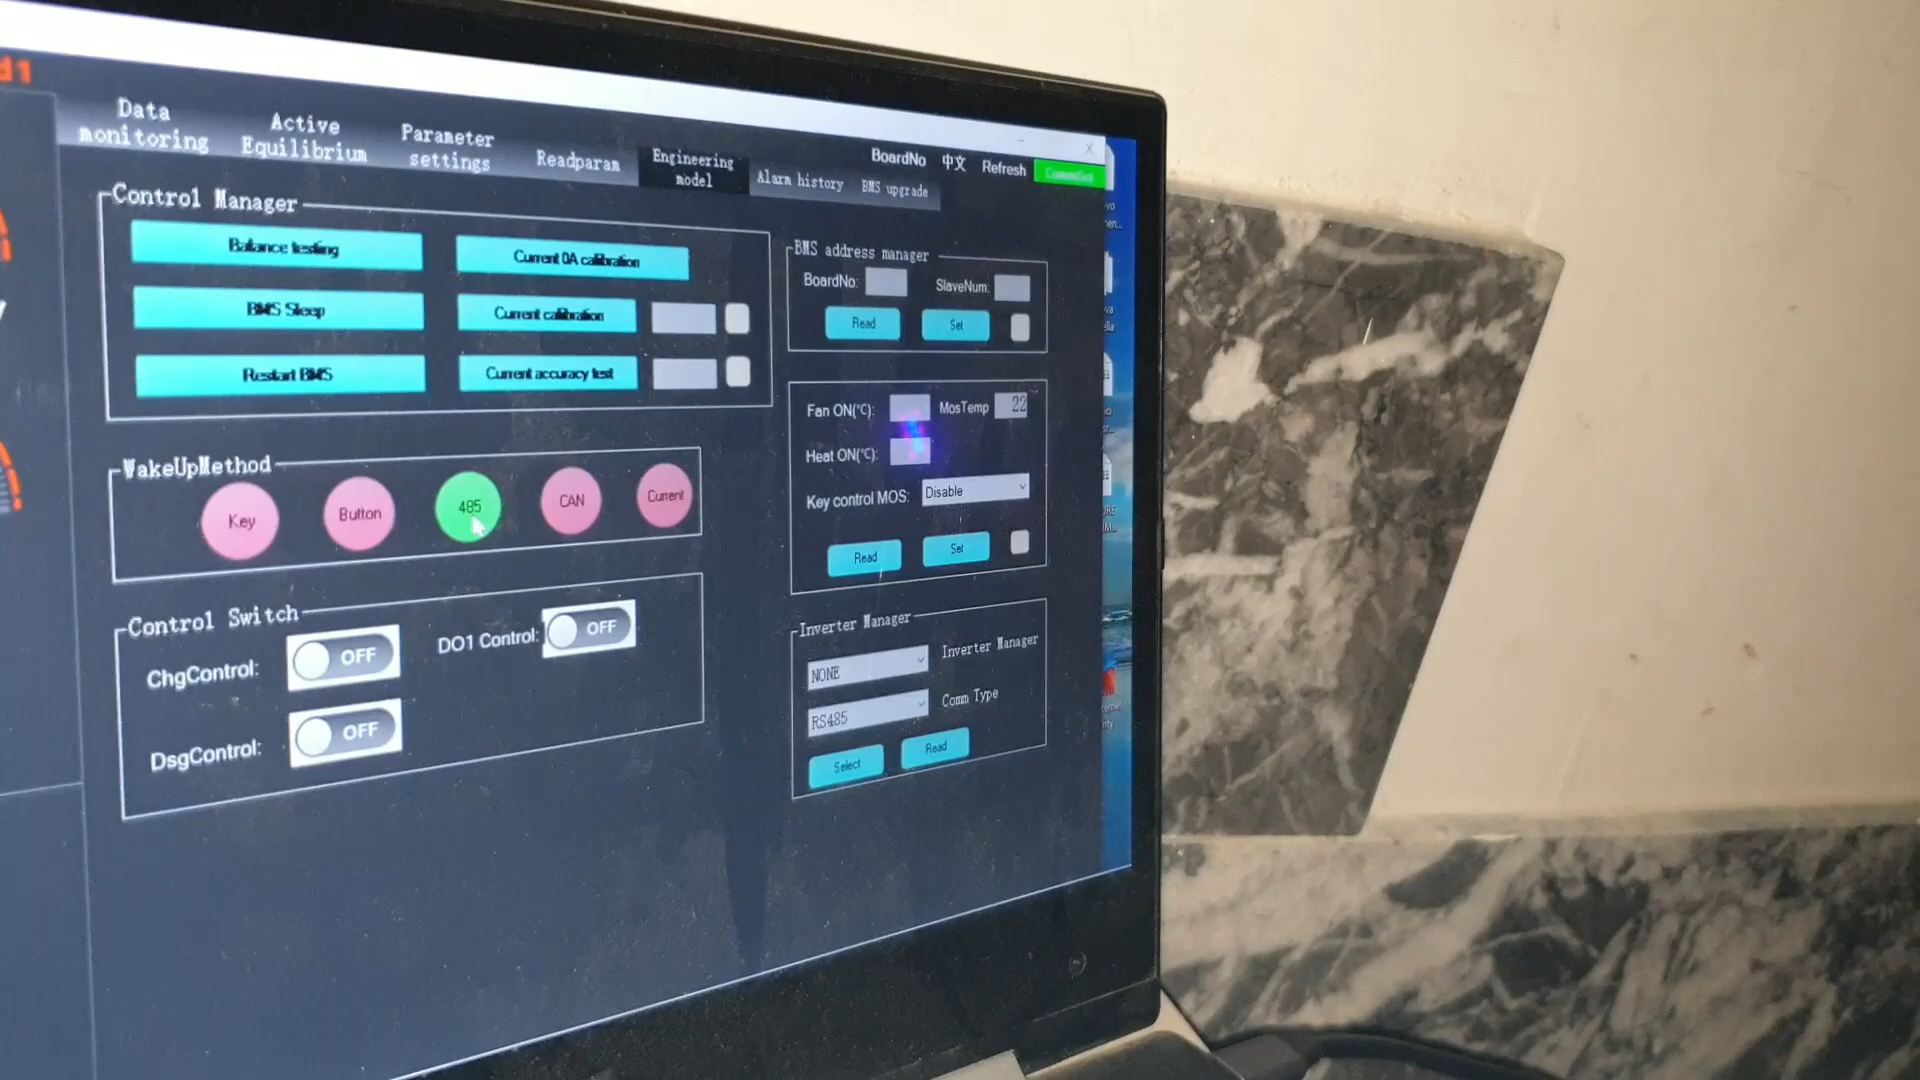 d1
Data
monitoring
Active
Equilibrium
Parameter
settings
Readparam
Engineering
model
Alarm history
BMS upgrade
BoardNo
中文
Refresh
Control Manager
Balance testing
Current 0A calibration
BMS Sleep
Current calibration
Restart BMS
Current accuracy test
BMS address manager
BoardNo:
SlaveNum:
Read
Set
Fan ON(℃):
MosTemp
22
Heat ON(℃):
Key control MOS:
Disable
Read
Set
WakeUpMethod
Key
Button
485
CAN
Current
Control Switch
ChgControl:
OFF
DO1 Control:
OFF
DsgControl:
OFF
Inverter Manager
NONE
Inverter Manager
RS485
Comm Type
Select
Read